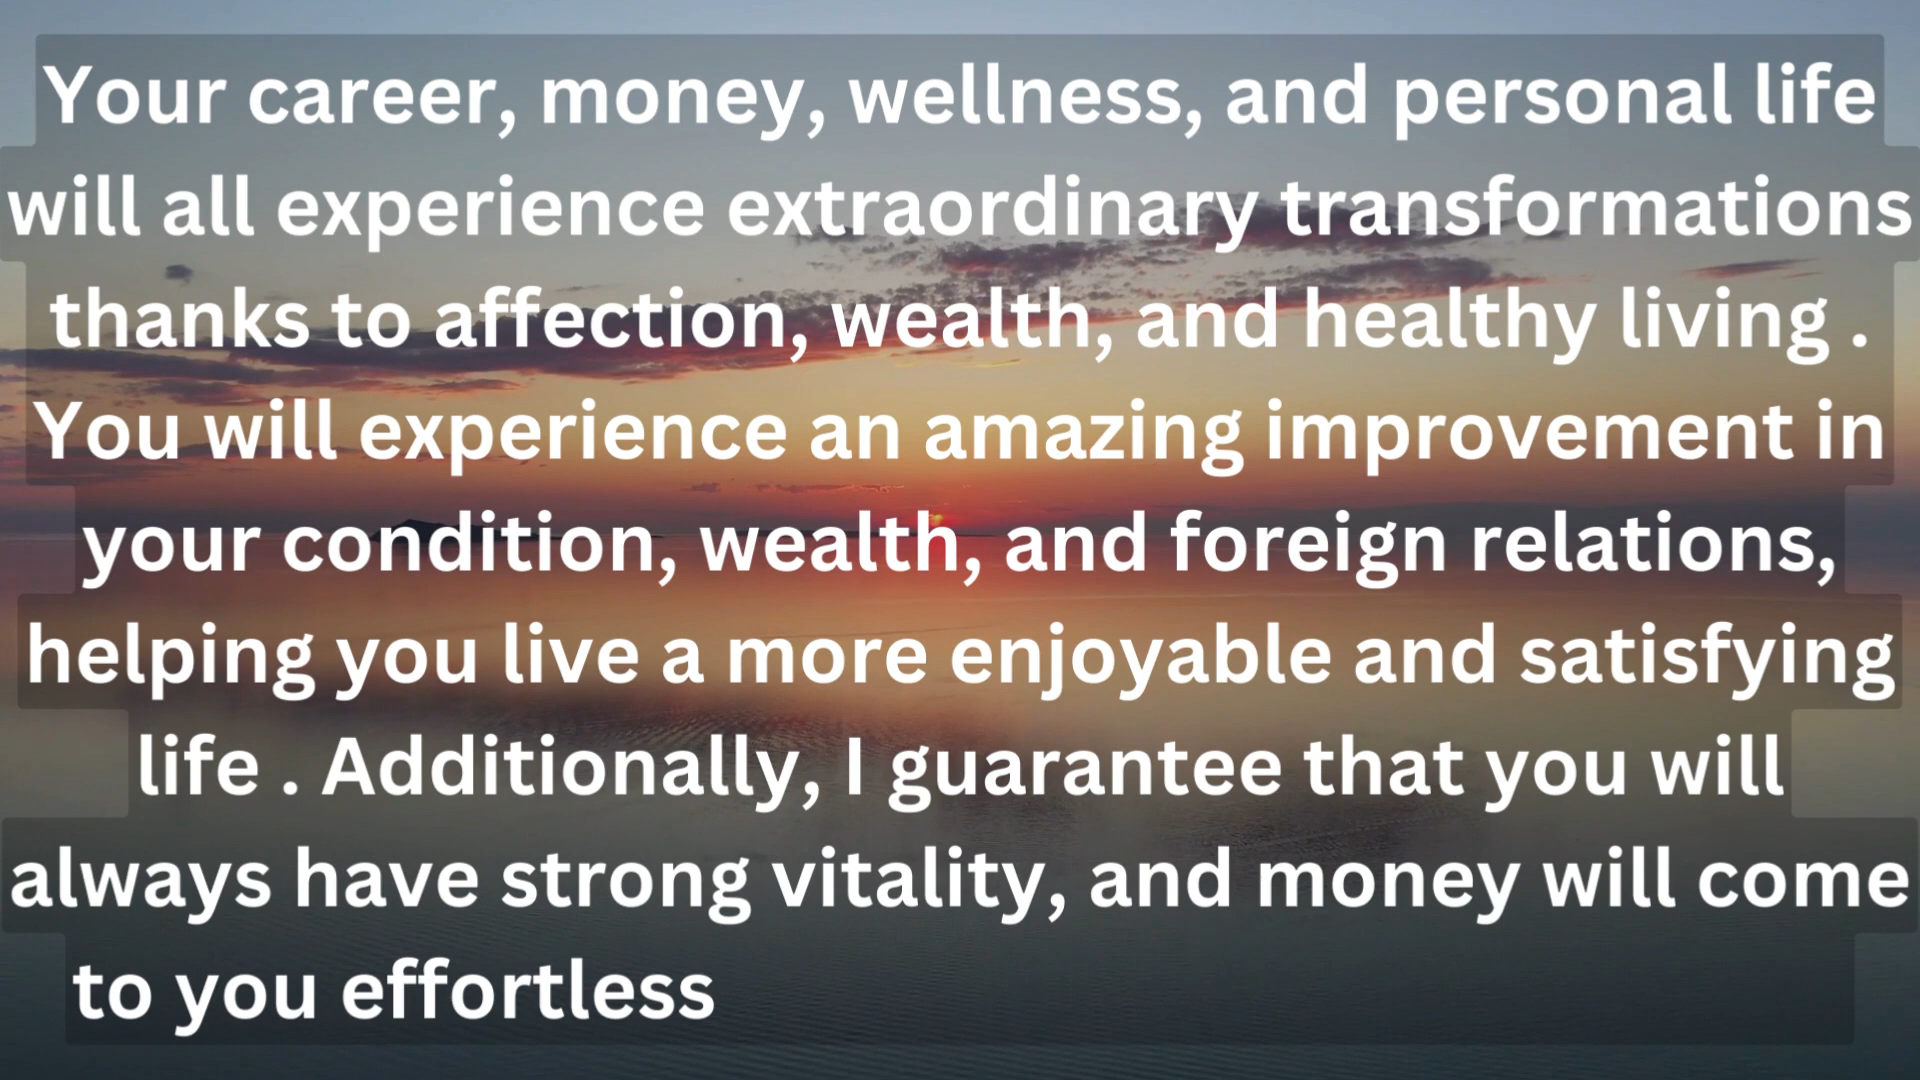 Your career, money, wellness, and personal life
will all experience extraordinary transformations
thanks to affection, wealth, and healthy living .
You will experience an amazing improvement in
your condition, wealth, and foreign relations,
helping you live a more enjoyable and satisfying
life . Additionally, I guarantee that you will
always have strong vitality, and money will come
to you effortless